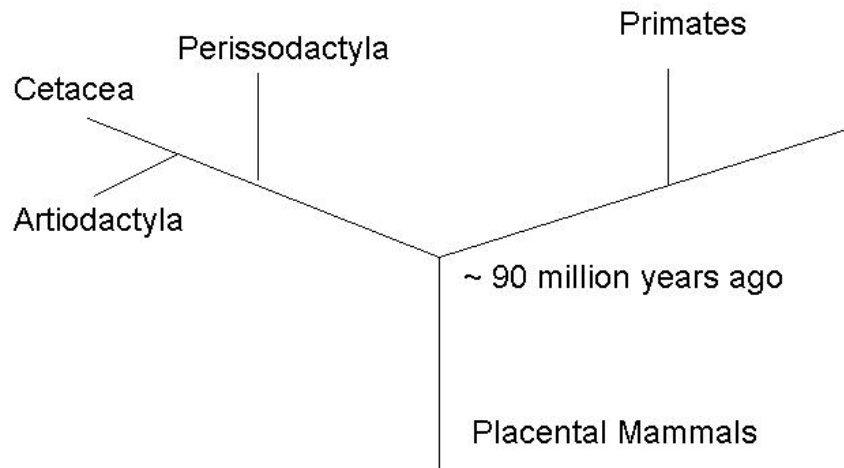 Primates
Perissodactyla
Cetacea
Artiodactyla
~ 90 million years ago
Placental Mammals